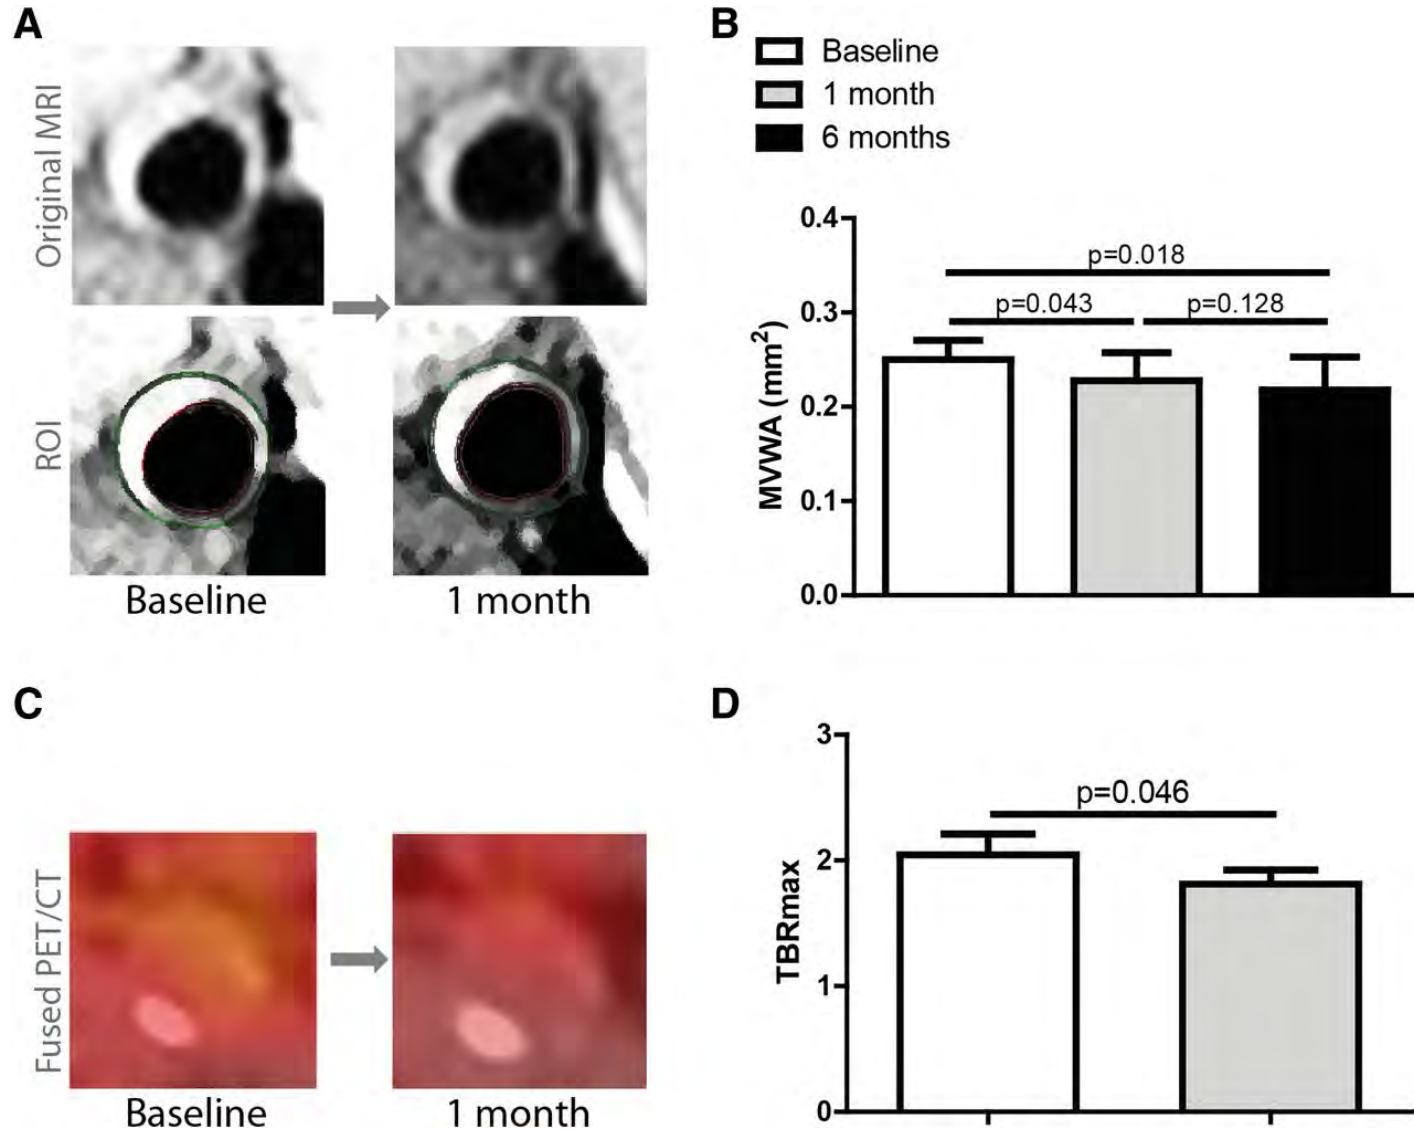 A
Original MRI
ROI
Baseline
1 month
B
Baseline
1 month
6 months
0.4
0.3
0.2
0.1
0.0
MVWA (mm²)
p=0.018
p=0.043
p=0.128
C
Fused PET/CT
Baseline
1 month
D
3
2
1
0
TBRmax
p=0.046